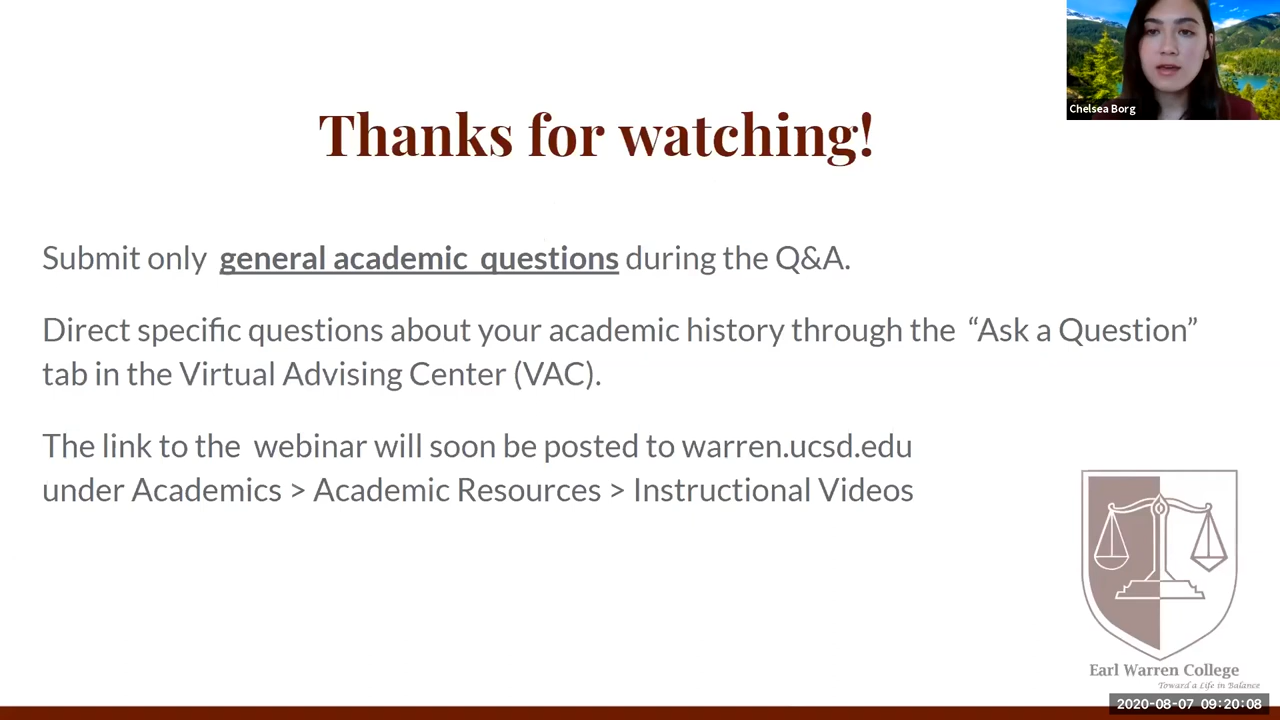 Chelsea Borg
Thanks for watching!
Submit only general academic questions during the Q&A.
Direct specific questions about your academic history through the “Ask a Question”
tab in the Virtual Advising Center (VAC).
The link to the webinar will soon be posted to warren.ucsd.edu
under Academics > Academic Resources > Instructional Videos
Earl Warren College
Toward a Life in Balance
2020-08-07 09:20:08